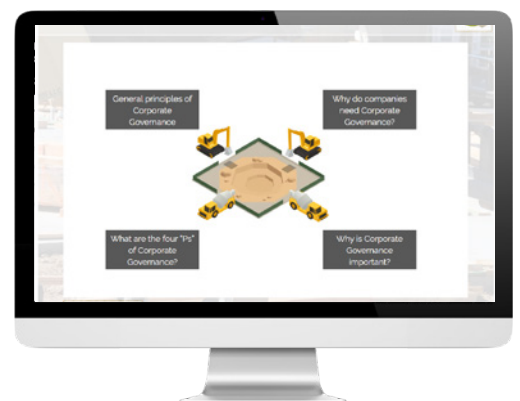 General principles of
Corporate
Governance
Why do companies
need Corporate
Governance?
What are the four "Ps"
of Corporate
Governance?
Why is Corporate
Governance
important?